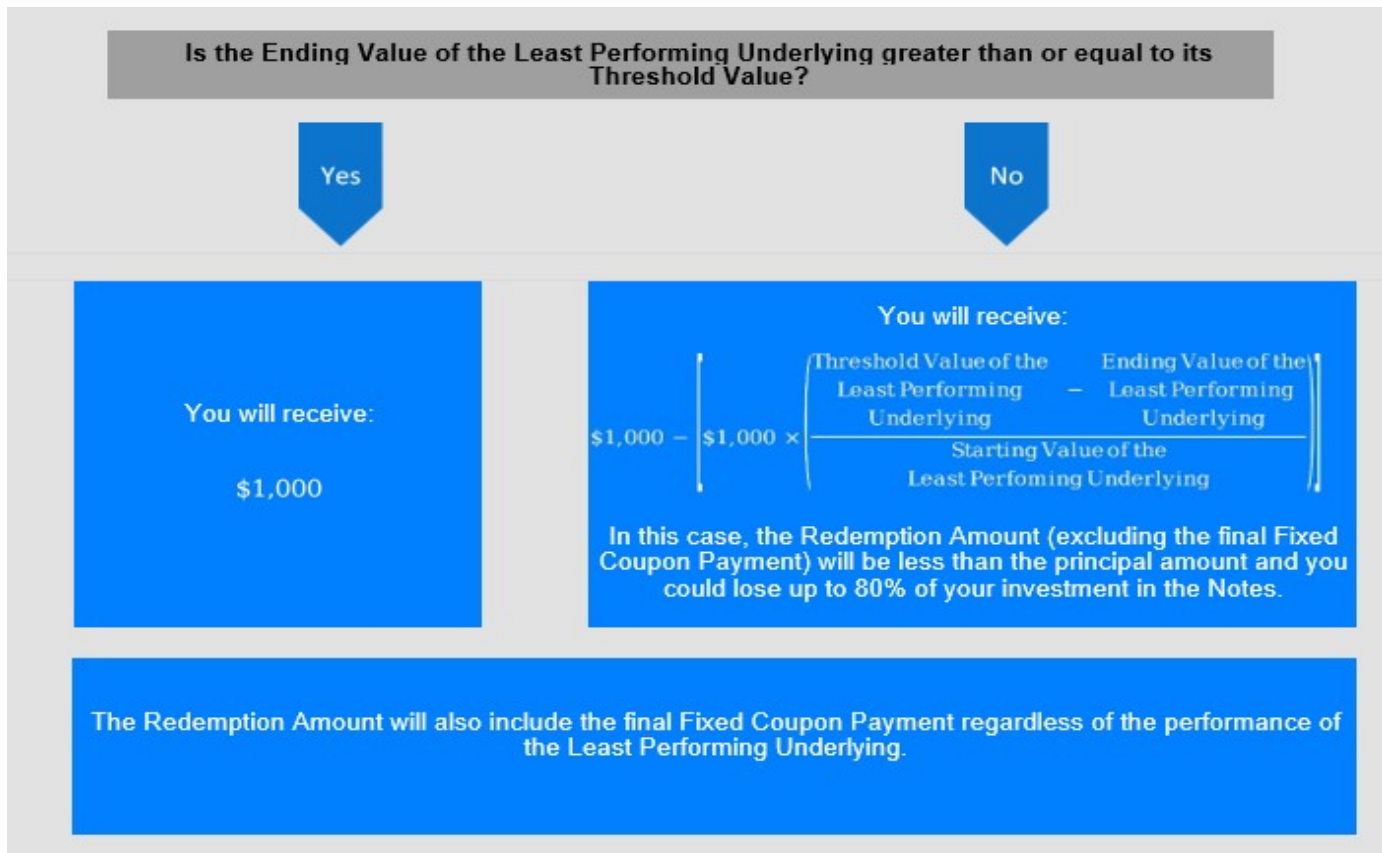 Is the Ending Value of the Least Performing Underlying greater than or equal to its
Threshold Value?
Yes
No
You will receive:
$1,000
You will receive:
$1,000 − [$1,000 × ((Threshold Value of the Least Performing Underlying − Ending Value of the Least Performing Underlying) / Starting Value of the Least Perfoming Underlying)]
In this case, the Redemption Amount (excluding the final Fixed
Coupon Payment) will be less than the principal amount and you
could lose up to 80% of your investment in the Notes.
The Redemption Amount will also include the final Fixed Coupon Payment regardless of the performance of
the Least Performing Underlying.